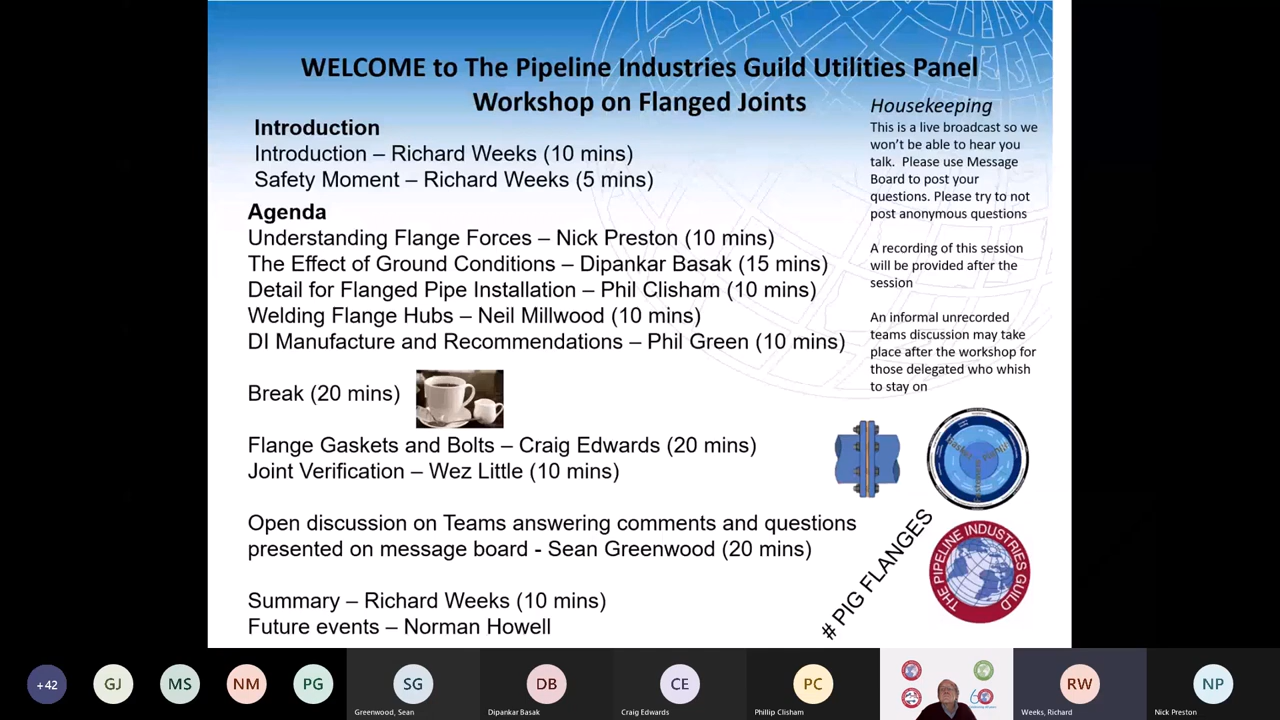 WELCOME to The Pipeline Industries Guild Utilities Panel
Workshop on Flanged Joints
Introduction
Introduction – Richard Weeks (10 mins)
Safety Moment – Richard Weeks (5 mins)
Agenda
Understanding Flange Forces – Nick Preston (10 mins)
The Effect of Ground Conditions – Dipankar Basak (15 mins)
Detail for Flanged Pipe Installation – Phil Clisham (10 mins)
Welding Flange Hubs – Neil Millwood (10 mins)
DI Manufacture and Recommendations – Phil Green (10 mins)
Break (20 mins)
Flange Gaskets and Bolts – Craig Edwards (20 mins)
Joint Verification – Wez Little (10 mins)
Open discussion on Teams answering comments and questions
presented on message board - Sean Greenwood (20 mins)
Summary – Richard Weeks (10 mins)
Future events – Norman Howell
Housekeeping
This is a live broadcast so we
won't be able to hear you
talk. Please use Message
Board to post your
questions. Please try to not
post anonymous questions
A recording of this session
will be provided after the
session
An informal unrecorded
teams discussion may take
place after the workshop for
those delegated who whish
to stay on
# PIG FLANGES
THE PIPELINE INDUSTRIES GUILD
+42
GJ
MS
NM
PG
SG
Greenwood, Sean
DB
Dipankar Basak
CE
Craig Edwards
PC
Phillip Clisham
RW
Weeks, Richard
NP
Nick Preston